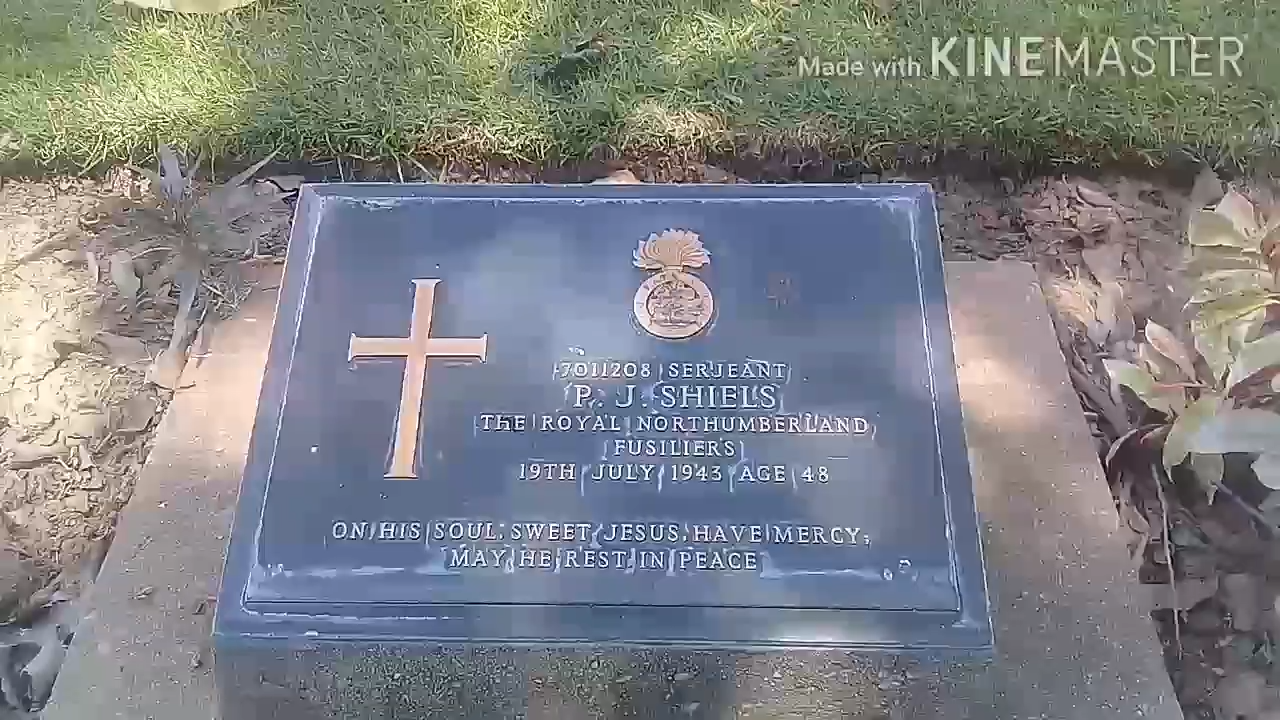 Made with KINEMASTER
7011208 SERJEANT
P. J. SHIELS
THE ROYAL NORTHUMBERLAND
FUSILIERS
19TH JULY 1943 AGE 48
ON HIS SOUL, SWEET JESUS, HAVE MERCY,
MAY HE REST IN PEACE